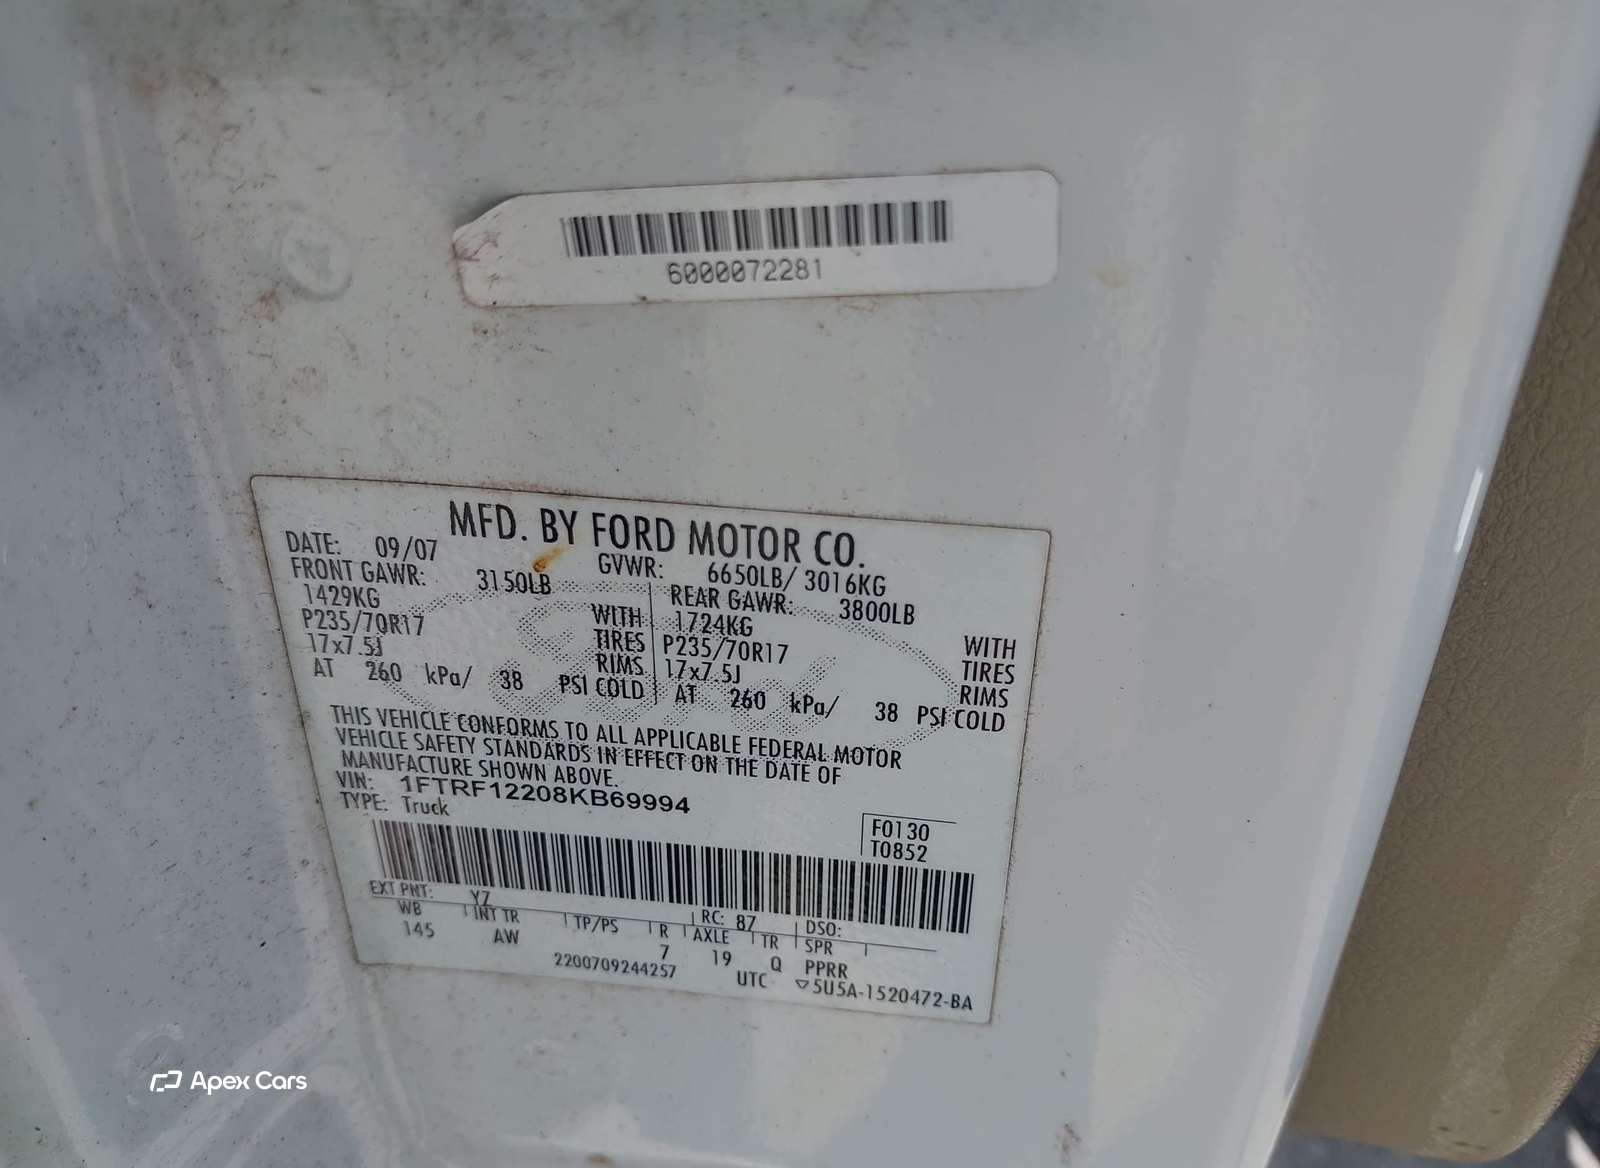 6000072281
MFD. BY FORD MOTOR CO.
DATE: 09/07 GVWR: 6650LB/ 3016KG
FRONT GAWR: 3150LB REAR GAWR: 3800LB
1429KG WITH 1724KG WITH
P235/70R17 TIRES P235/70R17 TIRES
17x7.5J RIMS 17x7.5J RIMS
AT 260 kPa/ 38 PSI COLD AT 260 kPa/ 38 PSI COLD
THIS VEHICLE CONFORMS TO ALL APPLICABLE FEDERAL MOTOR
VEHICLE SAFETY STANDARDS IN EFFECT ON THE DATE OF
MANUFACTURE SHOWN ABOVE.
VIN: 1FTRF12208KB69994
TYPE: Truck
F0130
T0852
EXT PNT: YZ RC: 87 DSO:
WB INT TR TP/PS R AXLE TR SPR
145 AW 7 19 Q PPRR
2200709244257 UTC ▽5U5A-1520472-BA
Apex Cars